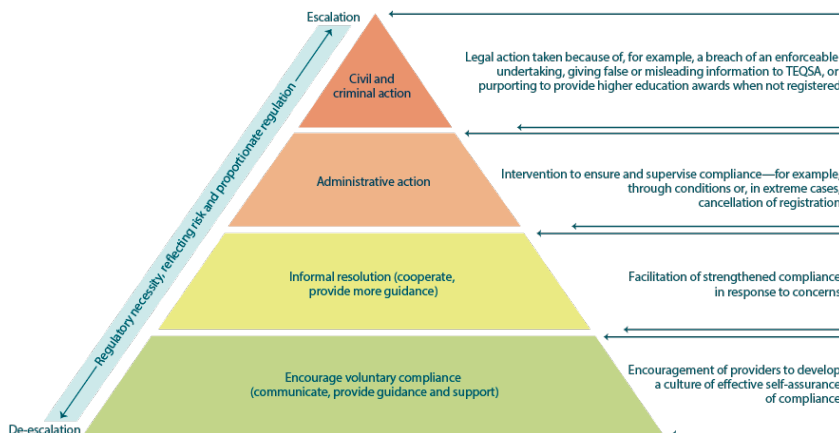 Escalation
Legal action taken because of, for example, a breach of an enforceable
undertaking, giving false or misleading information to TEQSA, or
purporting to provide higher education awards when not registered
Civil and
criminal action
Regulatory necessity, reflecting risk and proportionate regulation
Administrative action
Intervention to ensure and supervise compliance—for example,
through conditions or, in extreme cases,
cancellation of registration
Informal resolution (cooperate,
provide more guidance)
Facilitation of strengthened compliance
in response to concerns
Encourage voluntary compliance
(communicate, provide guidance and support)
Encouragement of providers to develop
a culture of effective self-assurance
of compliance
De-escalation